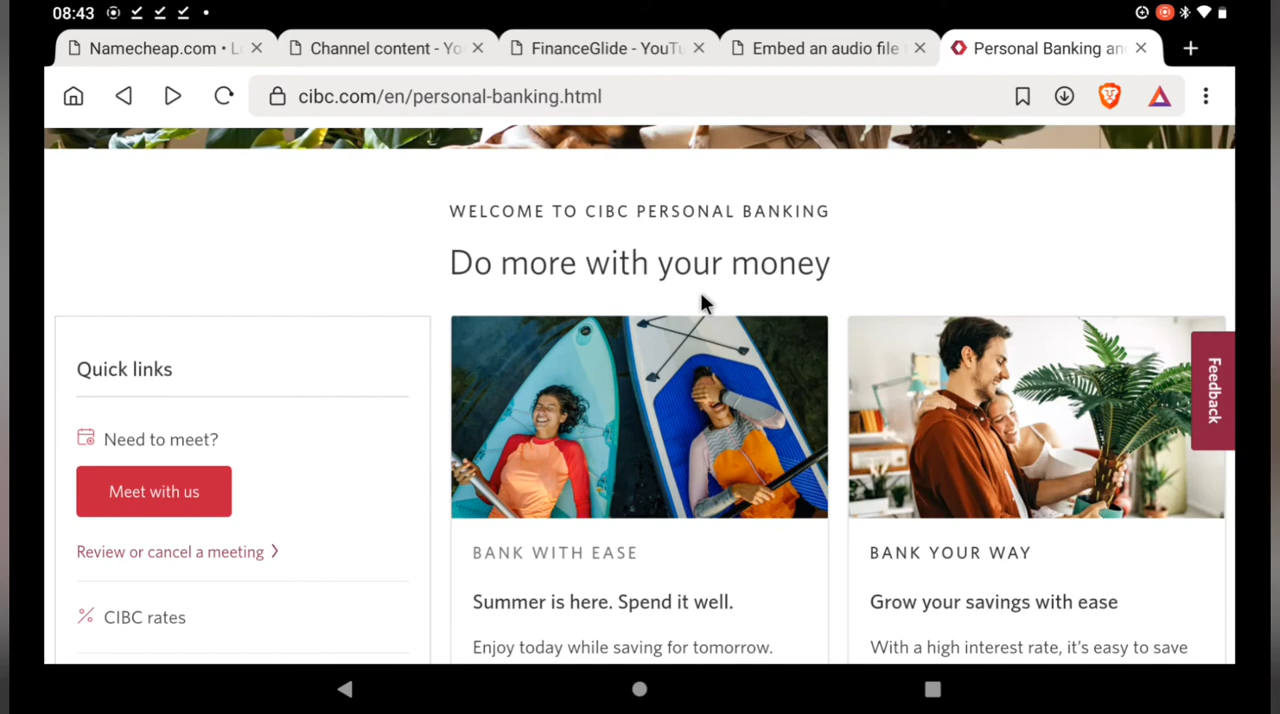 08:43
Namecheap.com • L
Channel content - Yo
FinanceGlide - YouTu
Embed an audio file
Personal Banking an
cibc.com/en/personal-banking.html
WELCOME TO CIBC PERSONAL BANKING
Do more with your money
Quick links
Need to meet?
Meet with us
Review or cancel a meeting
CIBC rates
BANK WITH EASE
Summer is here. Spend it well.
Enjoy today while saving for tomorrow.
BANK YOUR WAY
Grow your savings with ease
With a high interest rate, it’s easy to save
Feedback